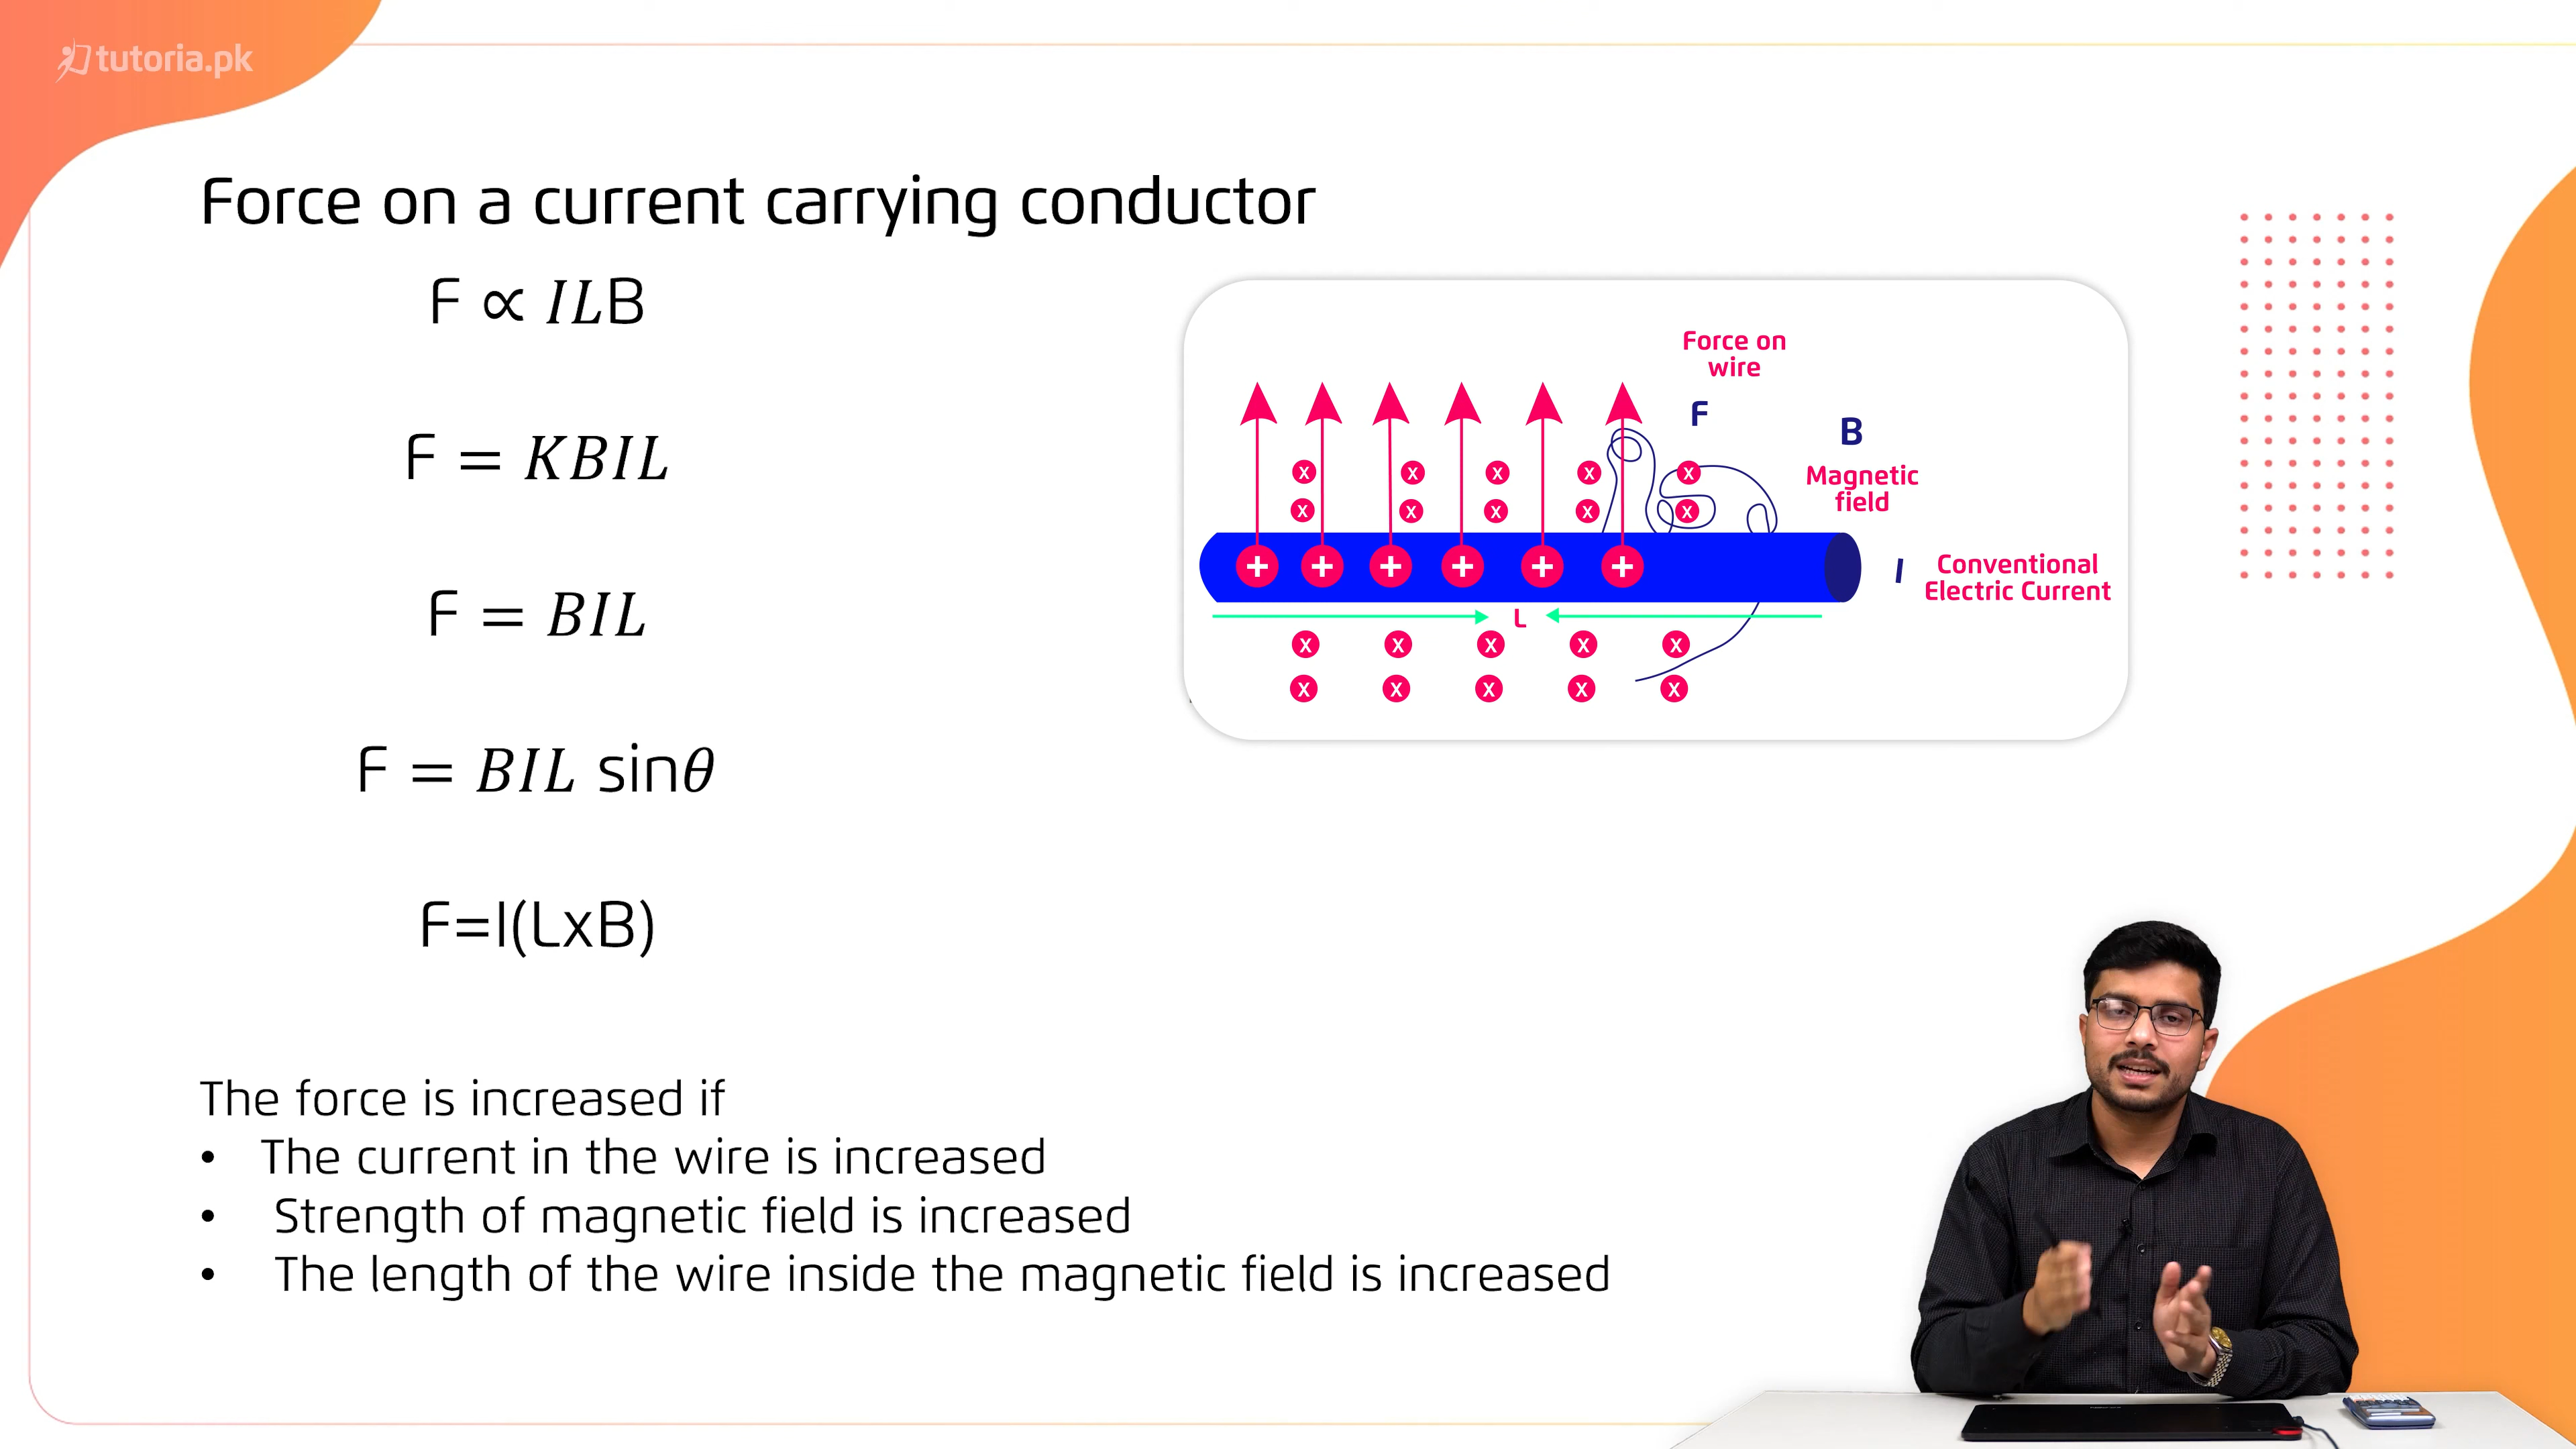 tutoria.pk
Force on a current carrying conductor
F ∝ ILB
F = KBIL
F = BIL
F = BIL sinθ
F=I(LxB)
Force on
wire
F
B
Magnetic
field
x x x x x
x x x x x
+ + + + + +
I
Conventional
Electric Current
L
x x x x x
x x x x x
The force is increased if
• The current in the wire is increased
• Strength of magnetic field is increased
• The length of the wire inside the magnetic field is increased